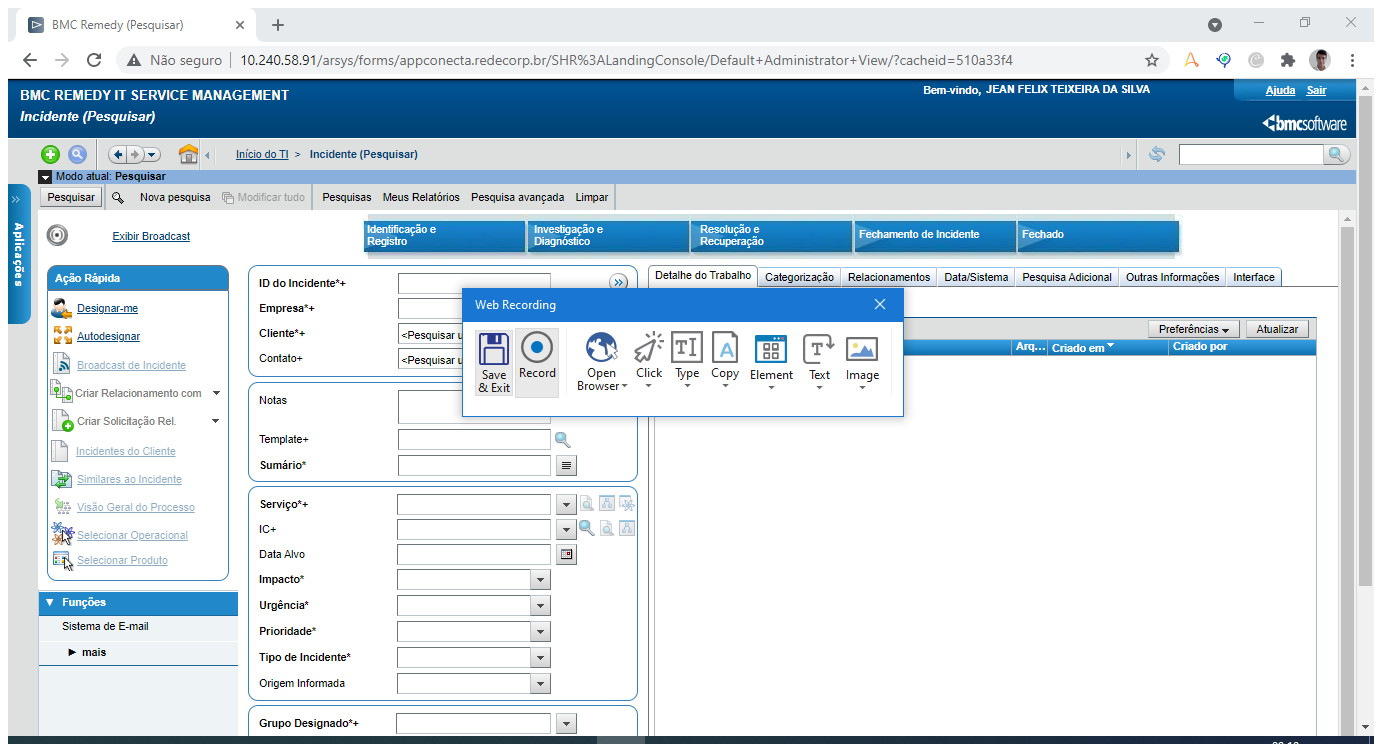 BMC Remedy (Pesquisar)
Não seguro
10.240.58.91/arsys/forms/appconecta.redecorp.br/SHR%3ALandingConsole/Default+Administrator+View/?cacheid=510a33f4
BMC REMEDY IT SERVICE MANAGEMENT
Bem-vindo, JEAN FELIX TEIXEIRA DA SILVA
Ajuda Sair
Incidente (Pesquisar)
bmcsoftware
Início do TI > Incidente (Pesquisar)
Modo atual: Pesquisar
Pesquisar Nova pesquisa Modificar tudo Pesquisas Meus Relatórios Pesquisa avançada Limpar
Aplicações
Exibir Broadcast
Identificação e
Registro
Investigação e
Diagnóstico
Resolução e
Recuperação
Fechamento de Incidente
Fechado
Ação Rápida
Designar-me
Autodesignar
Broadcast de Incidente
Criar Relacionamento com
Criar Solicitação Rel.
Incidentes do Cliente
Similares ao Incidente
Visão Geral do Processo
Selecionar Operacional
Selecionar Produto
Funções
Sistema de E-mail
mais
ID do Incidente*+
Empresa*+
Cliente*+
<Pesquisar u
Contato+
<Pesquisar u
Notas
Template+
Sumário*
Serviço*+
IC+
Data Alvo
Impacto*
Urgência*
Prioridade*
Tipo de Incidente*
Origem Informada
Grupo Designado*+
Detalhe do Trabalho Categorização Relacionamentos Data/Sistema Pesquisa Adicional Outras Informações Interface
Preferências Atualizar
Arq... Criado em Criado por
Web Recording
Save
& Exit
Record
Open
Browser
Click
Type
Copy
Element
Text
Image